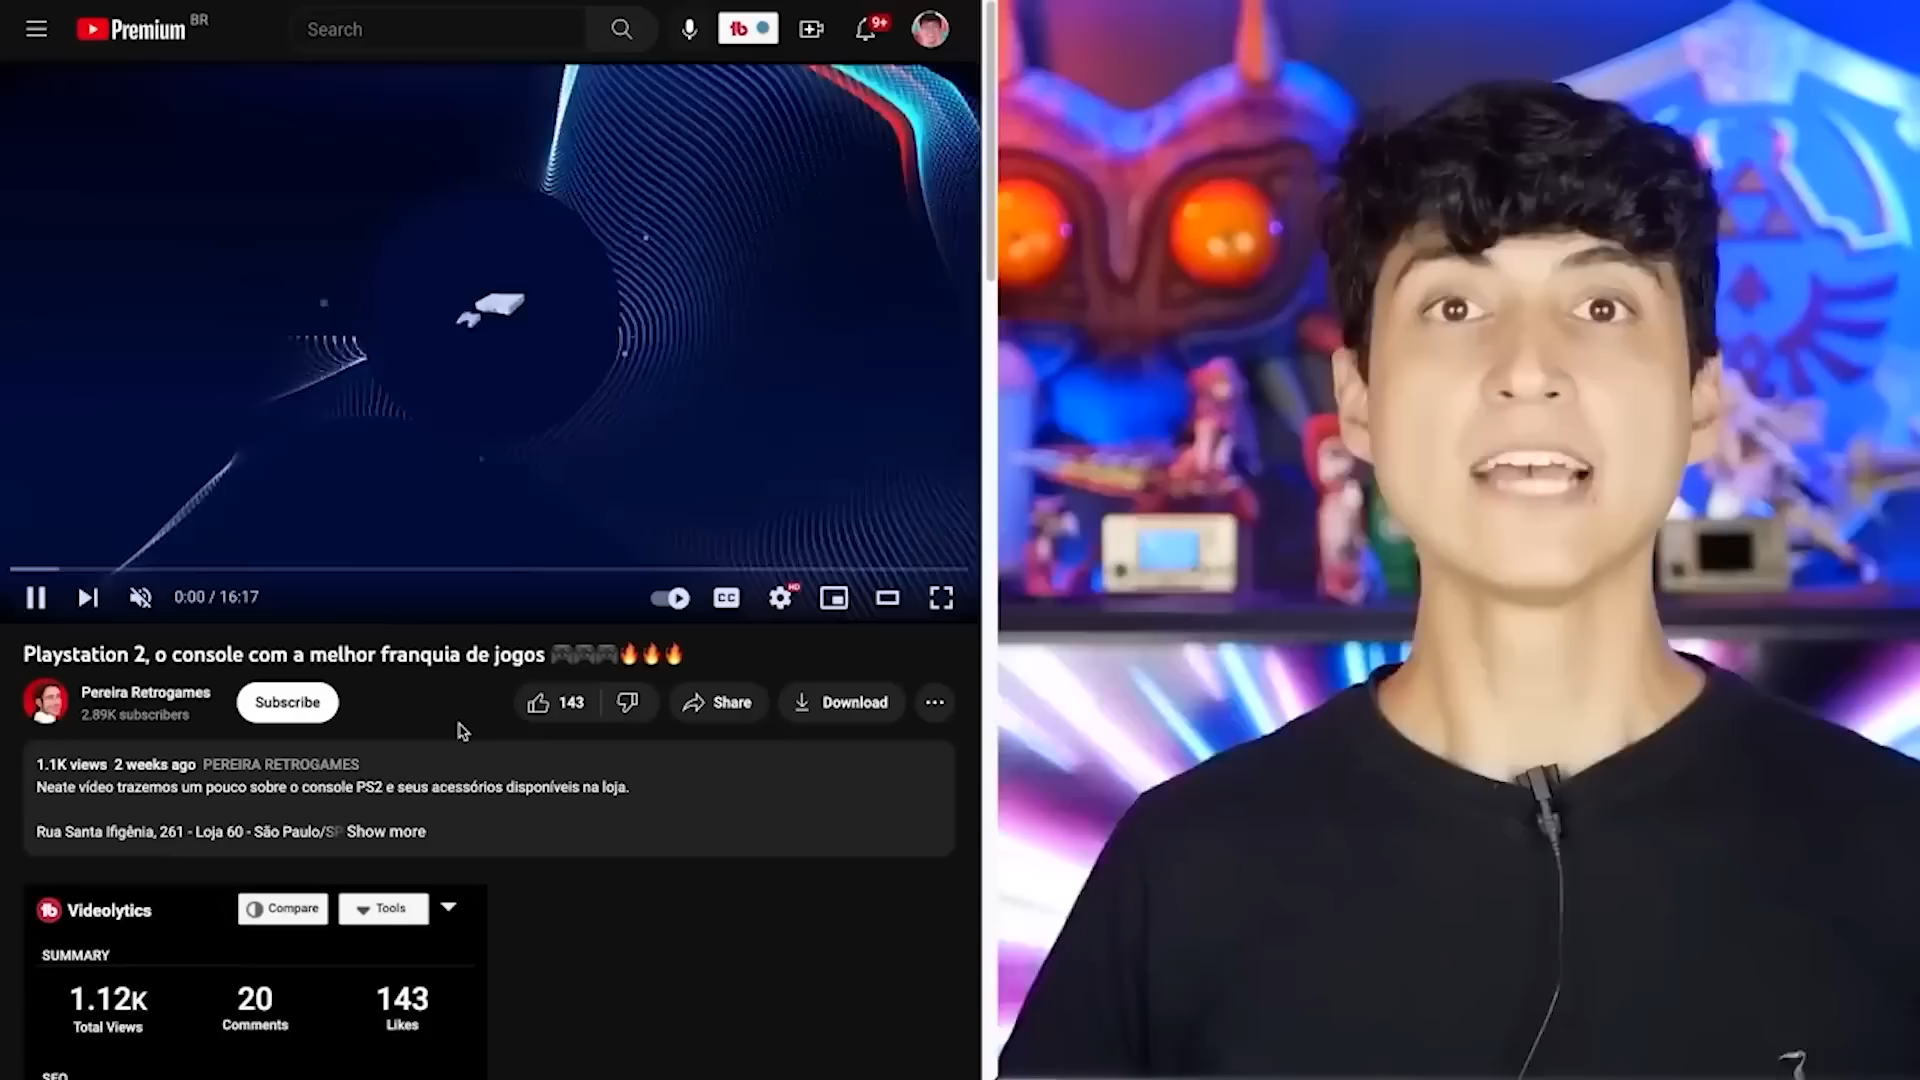 Premium BR
Search
9+
0:00 / 16:17
CC
HD
Playstation 2, o console com a melhor franquia de jogos 🎮🎮🎮🔥🔥🔥
Pereira Retrogames
2.89K subscribers
Subscribe
143
Share
Download
1.1K views 2 weeks ago PEREIRA RETROGAMES
Neate vídeo trazemos um pouco sobre o console PS2 e seus acessórios disponíveis na loja.
Rua Santa Ifigênia, 261 - Loja 60 - São Paulo/SP Show more
Videolytics
Compare
Tools
SUMMARY
1.12K
20
143
Total Views
Comments
Likes
SEO